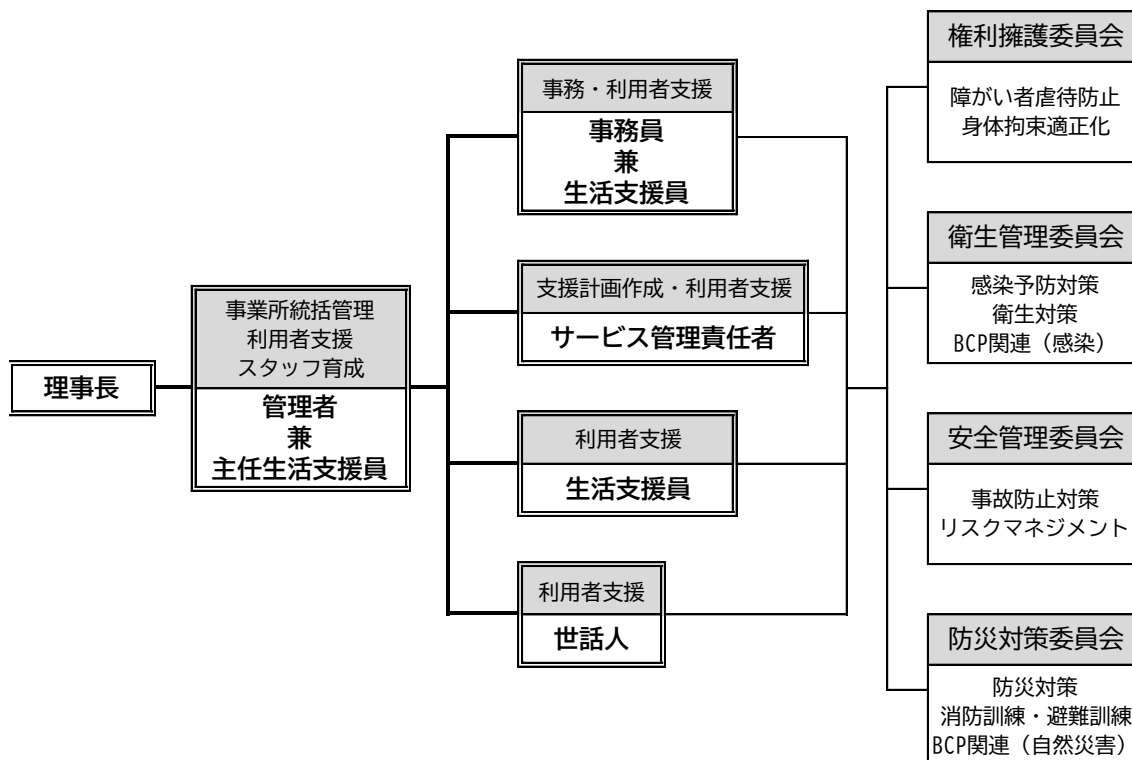 理事長
事業所統括管理
利用者支援
スタッフ育成
管理者
兼
主任生活支援員
事務・利用者支援
事務員
兼
生活支援員
支援計画作成・利用者支援
サービス管理責任者
利用者支援
生活支援員
利用者支援
世話人
権利擁護委員会
障がい者虐待防止
身体拘束適正化
衛生管理委員会
感染予防対策
衛生対策
BCP関連（感染）
安全管理委員会
事故防止対策
リスクマネジメント
防災対策委員会
防災対策
消防訓練・避難訓練
BCP関連（自然災害）